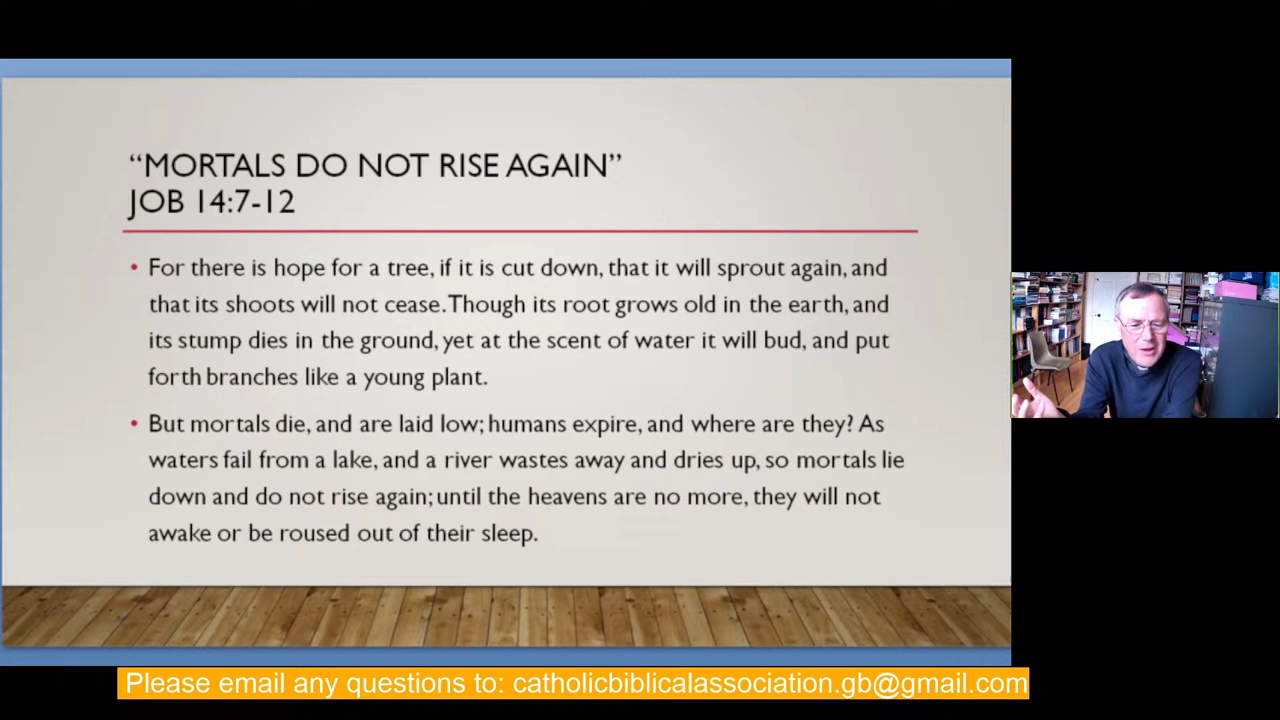 “MORTALS DO NOT RISE AGAIN”
JOB 14:7-12
• For there is hope for a tree, if it is cut down, that it will sprout again, and
that its shoots will not cease. Though its root grows old in the earth, and
its stump dies in the ground, yet at the scent of water it will bud, and put
forth branches like a young plant.
• But mortals die, and are laid low; humans expire, and where are they? As
waters fail from a lake, and a river wastes away and dries up, so mortals lie
down and do not rise again; until the heavens are no more, they will not
awake or be roused out of their sleep.
Please email any questions to: catholicbiblicalassociation.gb@gmail.com